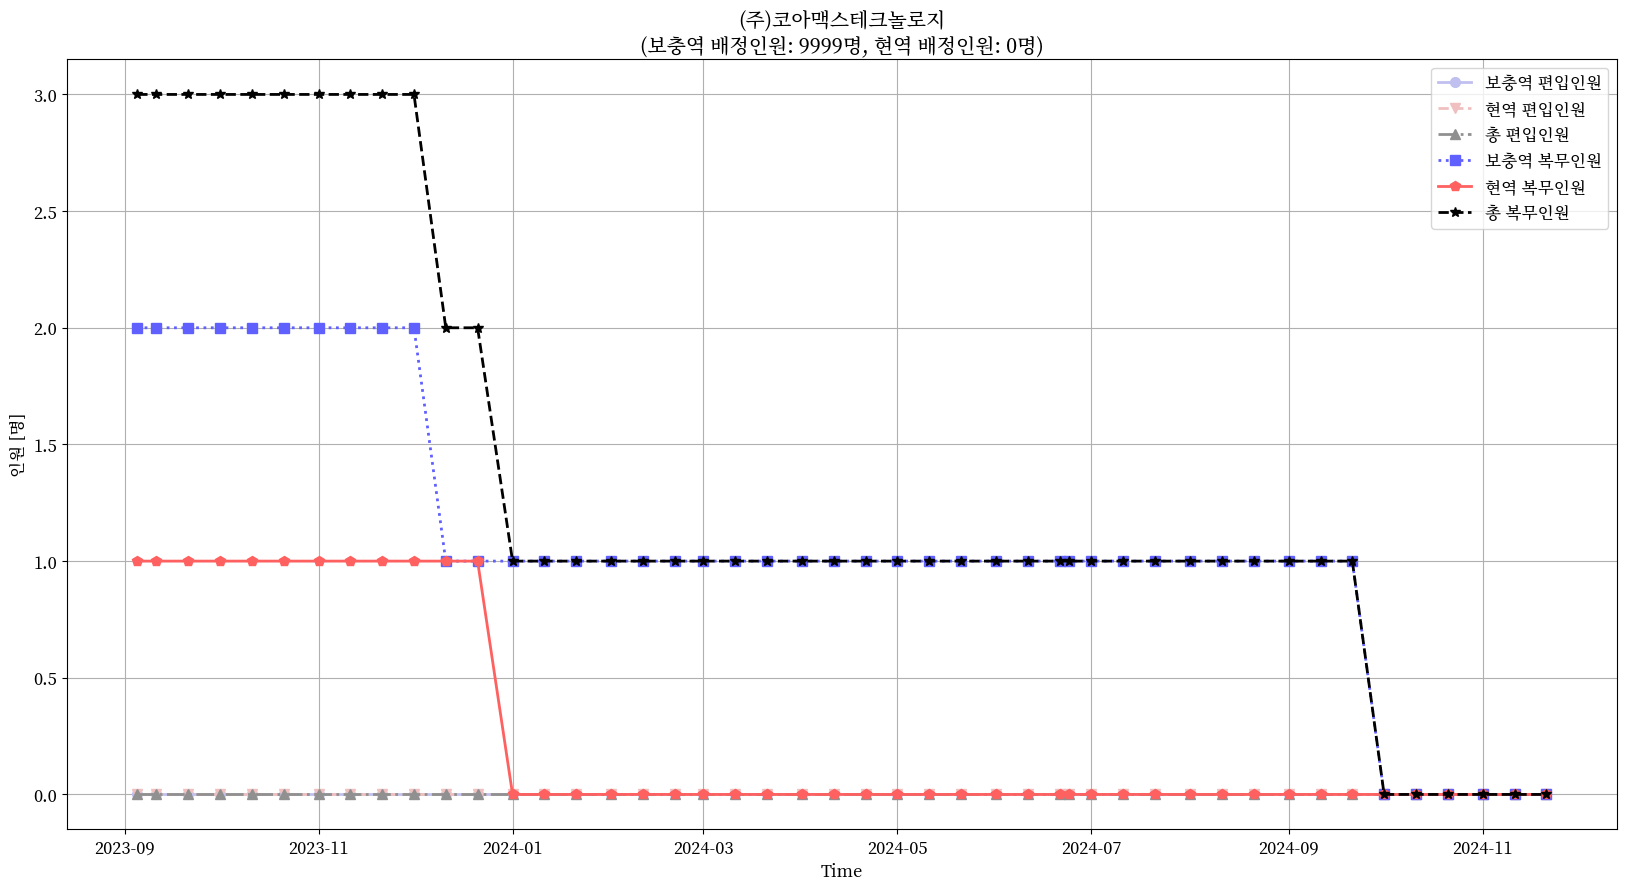 (주)코아맥스테크놀로지
(보충역 배정인원: 9999명, 현역 배정인원: 0명)
보충역 편입인원
현역 편입인원
총 편입인원
보충역 복무인원
현역 복무인원
총 복무인원
3.0
2.5
2.0
1.5
1.0
0.5
0.0
인원 [명]
2023-09 2023-11 2024-01 2024-03 2024-05 2024-07 2024-09 2024-11
Time